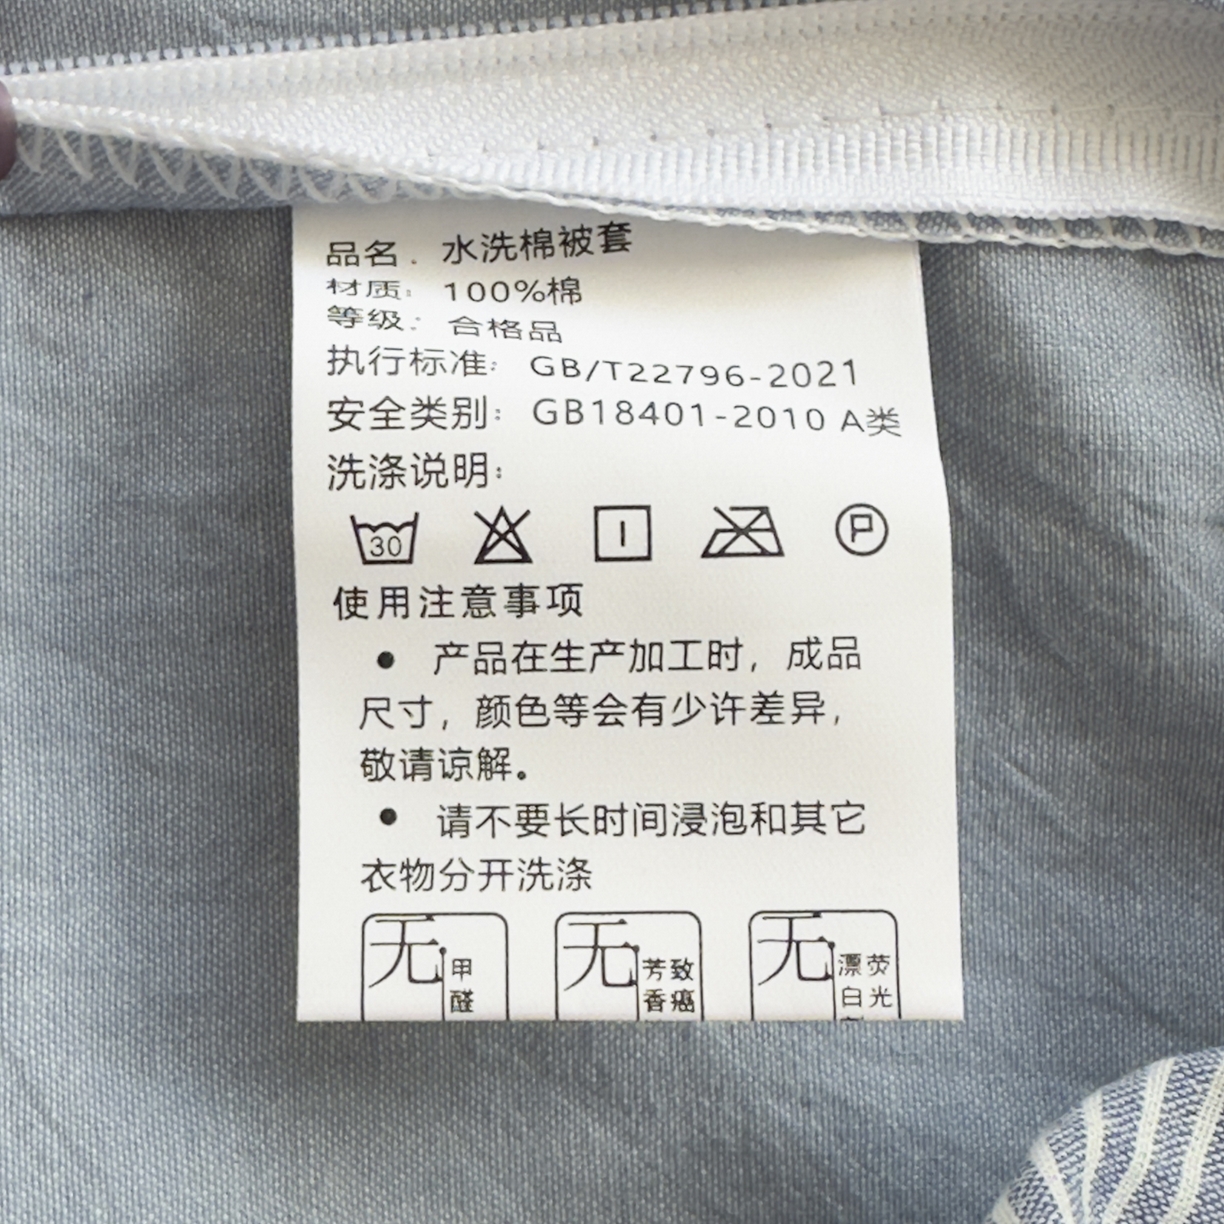 品名：水洗棉被套
材质：100%棉
等级：合格品
执行标准：GB/T22796-2021
安全类别：GB18401-2010 A类
洗涤说明：
30 P
使用注意事项
● 产品在生产加工时，成品
尺寸，颜色等会有少许差异，
敬请谅解。
● 请不要长时间浸泡和其它
衣物分开洗涤
无 甲醛
无 芳香致癌
无 荧光漂白